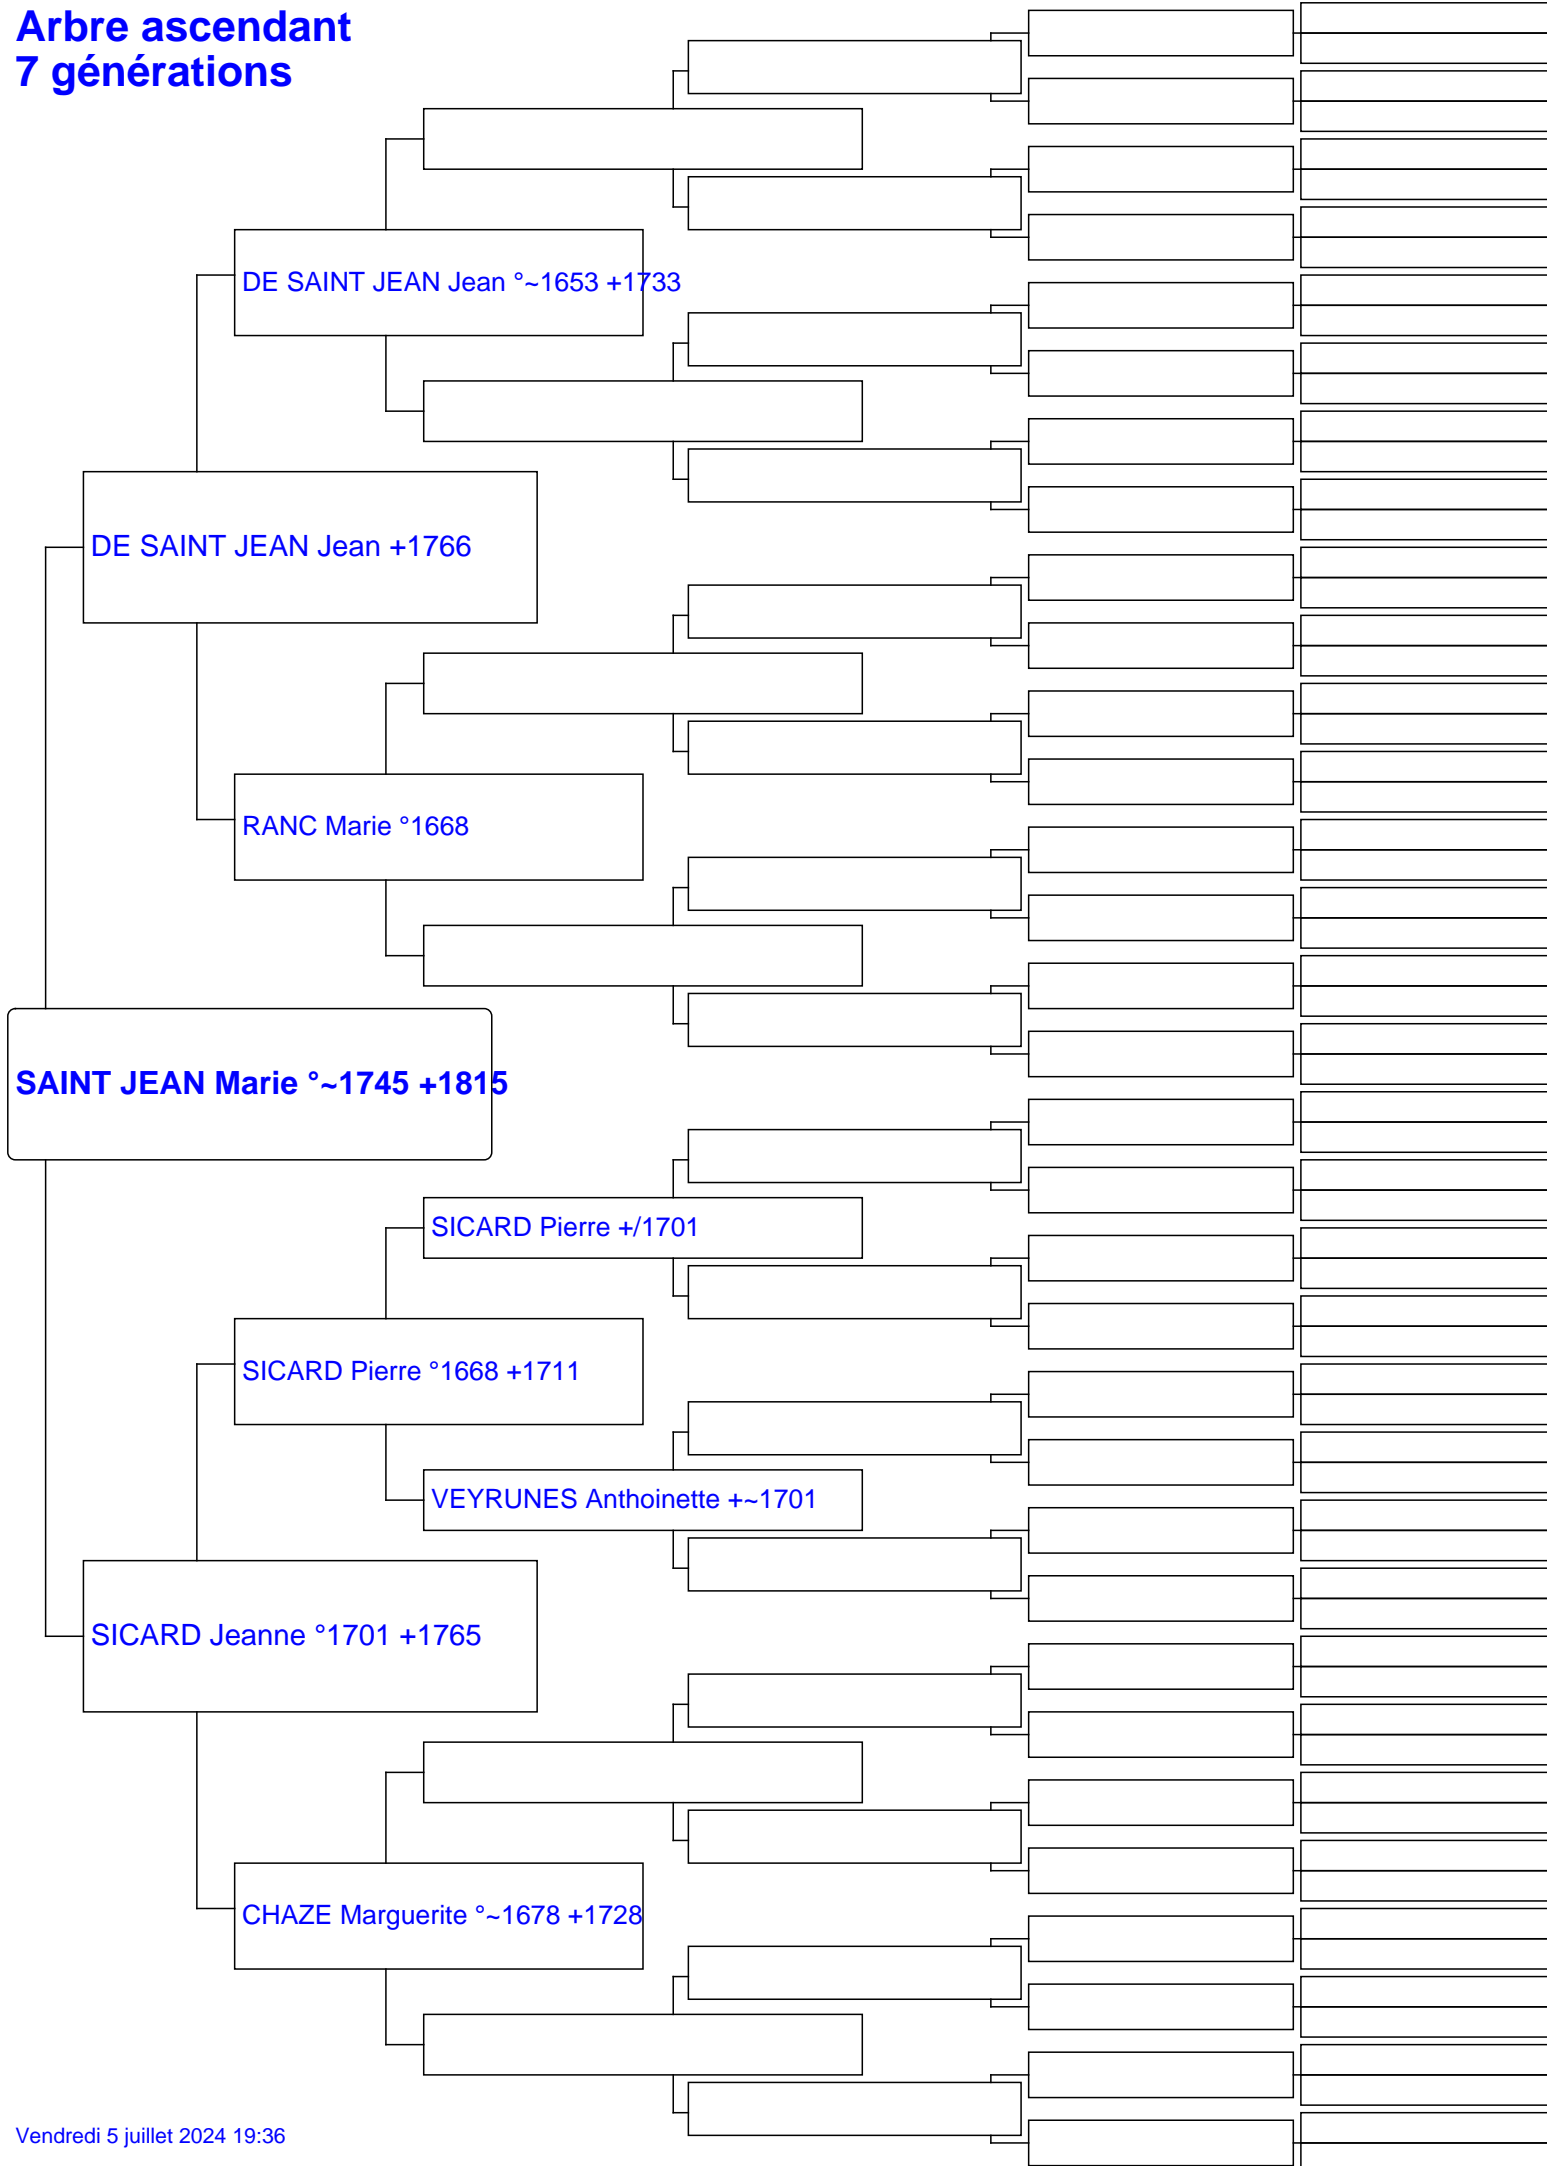 Arbre ascendant
7 générations
DE SAINT JEAN Jean °~1653 +1733
DE SAINT JEAN Jean +1766
RANC Marie °1668
SAINT JEAN Marie °~1745 +1815
SICARD Pierre +/1701
SICARD Pierre °1668 +1711
VEYRUNES Anthoinette +~1701
SICARD Jeanne °1701 +1765
CHAZE Marguerite °~1678 +1728
Vendredi 5 juillet 2024 19:36